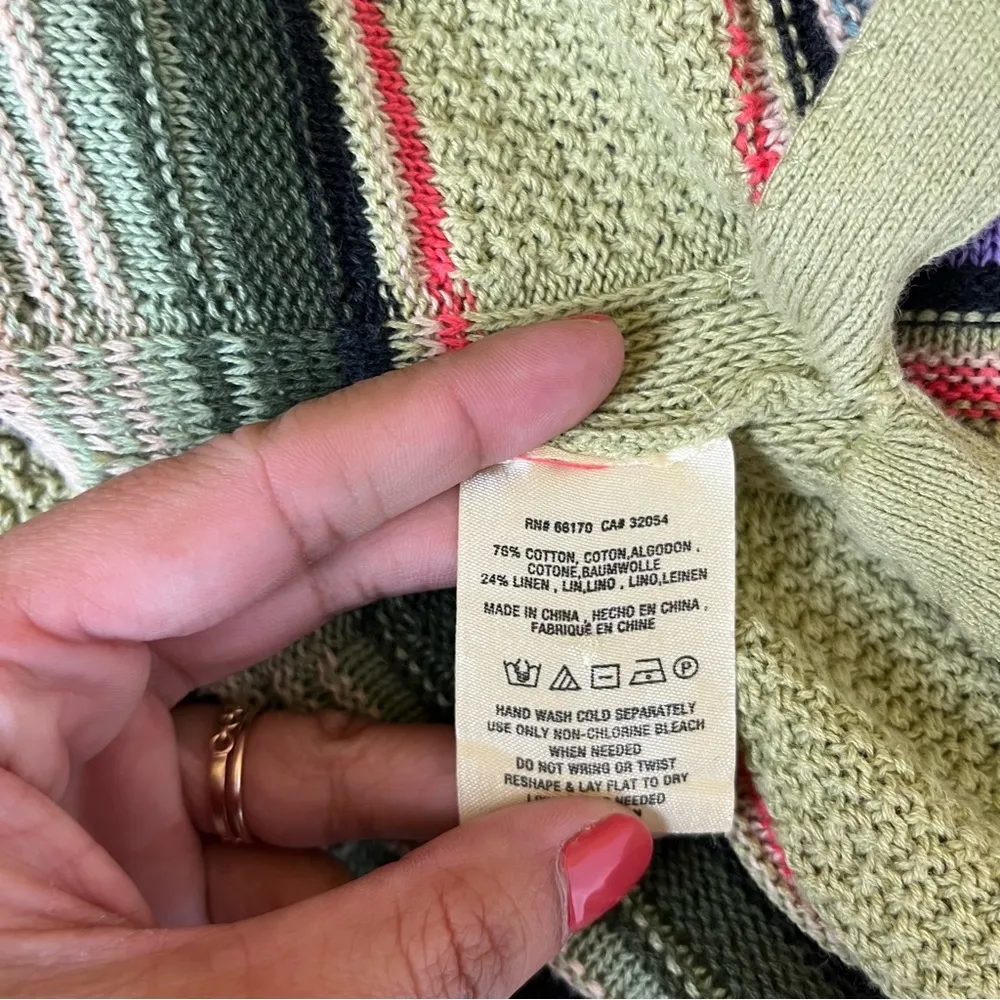 RN# 66170 CA# 32054
76% COTTON, COTON,ALGODON ,
COTONE,BAUMWOLLE
24% LINEN , LIN,LINO , LINO,LEINEN
MADE IN CHINA , HECHO EN CHINA ,
FABRIQUÉ EN CHINE
P
HAND WASH COLD SEPARATELY
USE ONLY NON-CHLORINE BLEACH
WHEN NEEDED
DO NOT WRING OR TWIST
RESHAPE & LAY FLAT TO DRY
NEEDED